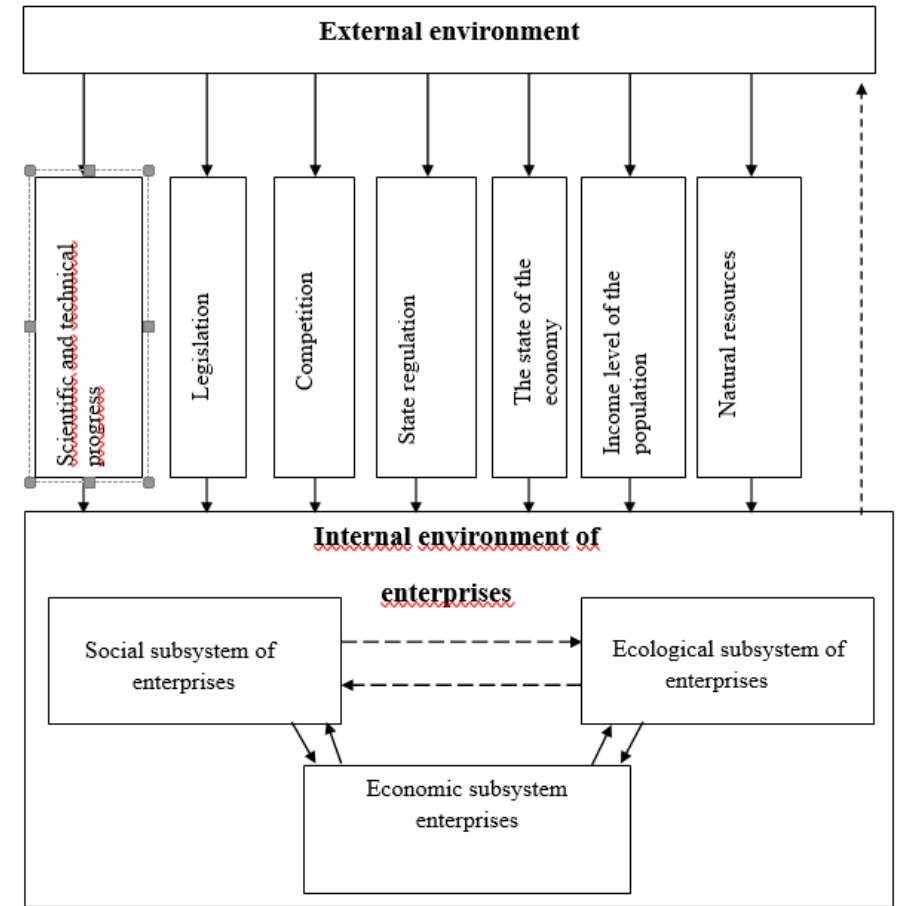 External environment
Scientific and technical
progress
Legislation
Competition
State regulation
The state of the
economy
Income level of the
population
Natural resources
Internal environment of
enterprises
Social subsystem of
enterprises
Ecological subsystem of
enterprises
Economic subsystem
enterprises